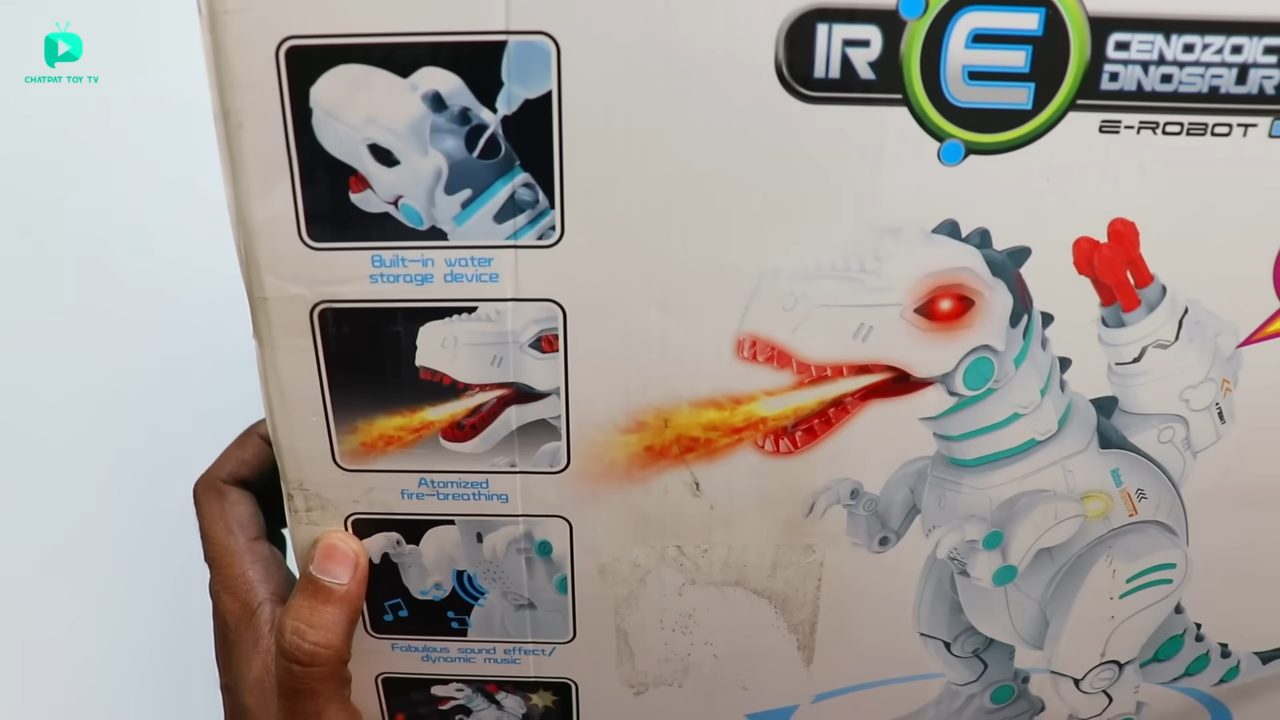 CHATPAT TOY TV
IR E CENOZOIC
DINOSAUR
E-ROBOT
Built-in water
storage device
Atomized
fire-breathing
Fabulous sound effect/
dynamic music